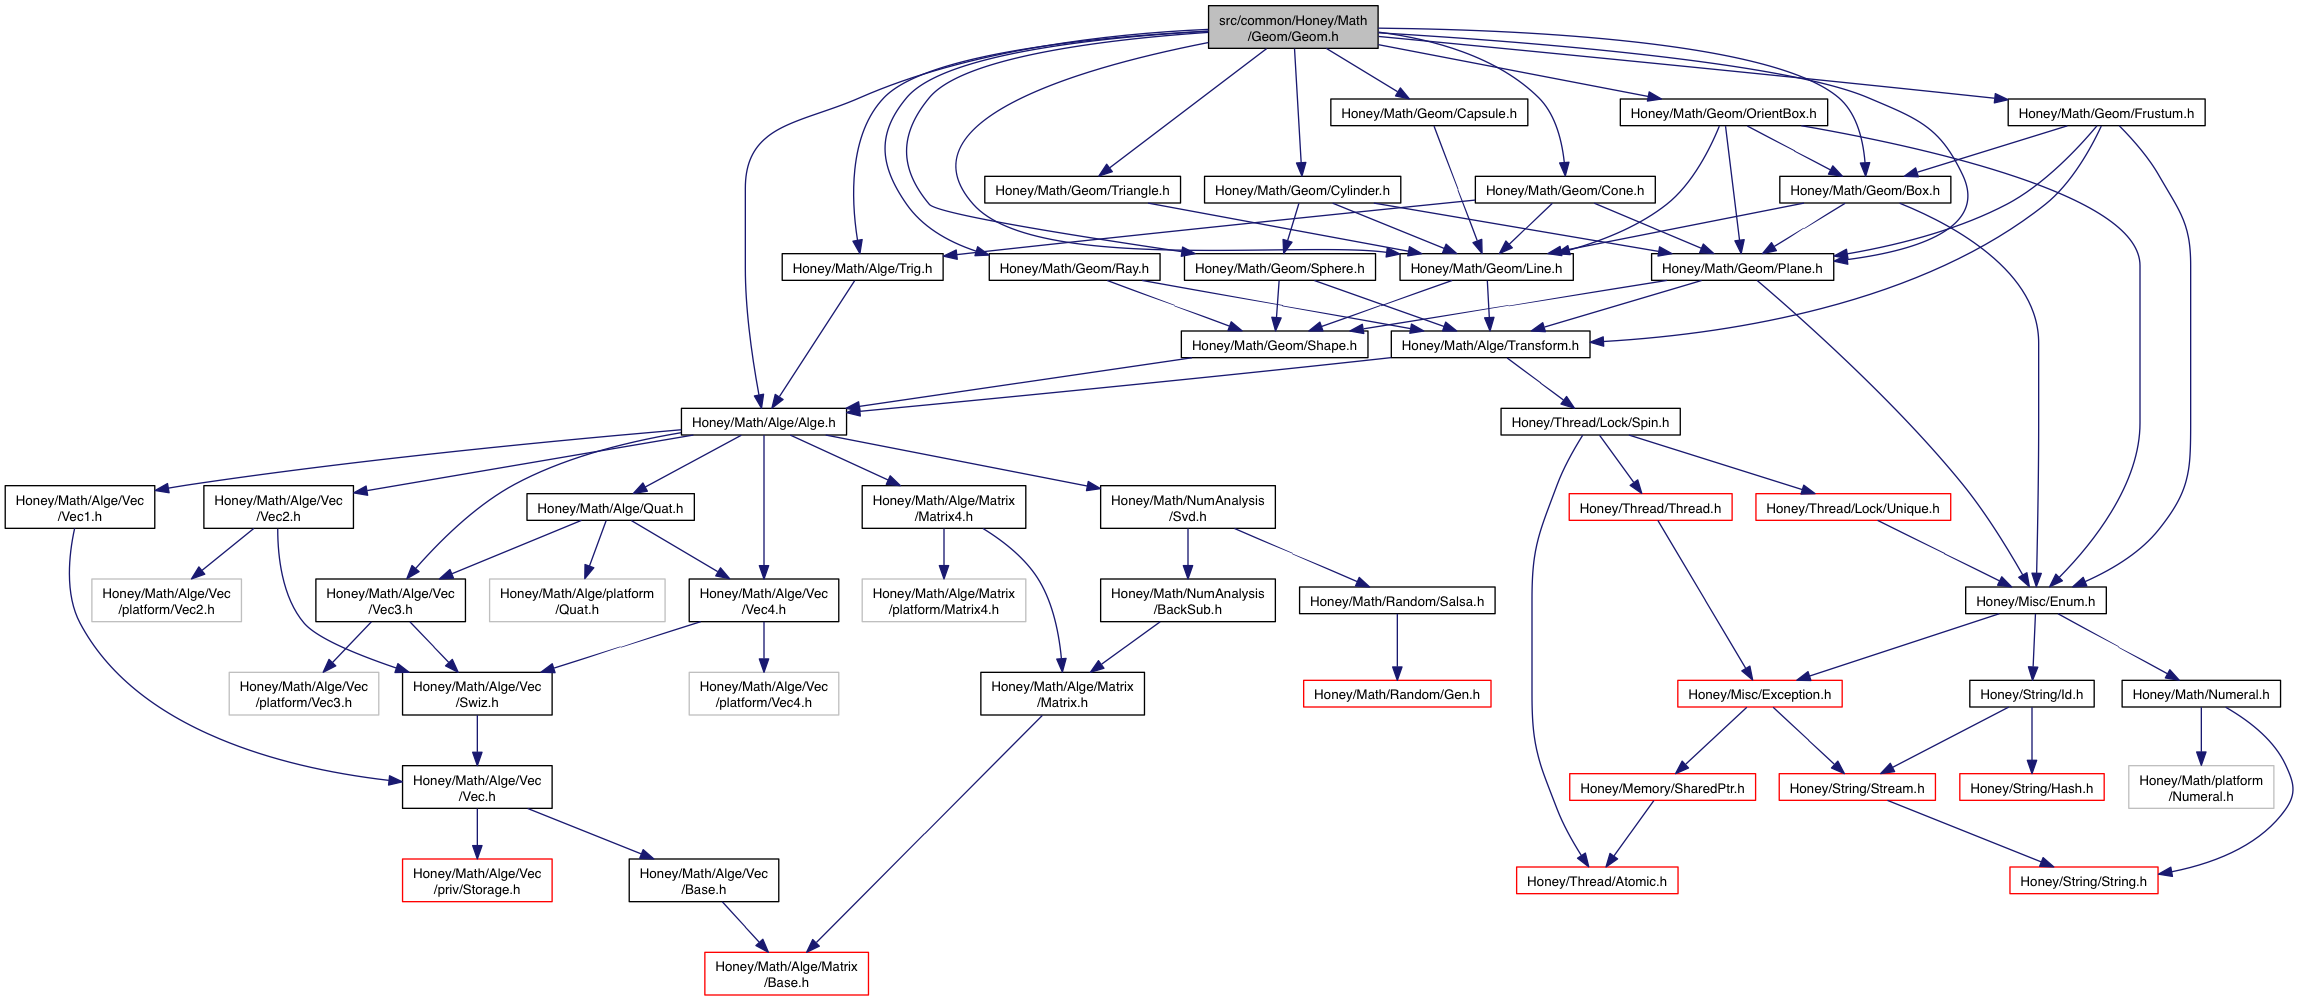 src/common/Honey/Math
/Geom/Geom.h
Honey/Math/Geom/Capsule.h
Honey/Math/Geom/OrientBox.h
Honey/Math/Geom/Frustum.h
Honey/Math/Geom/Triangle.h
Honey/Math/Geom/Cylinder.h
Honey/Math/Geom/Cone.h
Honey/Math/Geom/Box.h
Honey/Math/Alge/Trig.h
Honey/Math/Geom/Ray.h
Honey/Math/Geom/Sphere.h
Honey/Math/Geom/Line.h
Honey/Math/Geom/Plane.h
Honey/Math/Geom/Shape.h
Honey/Math/Alge/Transform.h
Honey/Math/Alge/Alge.h
Honey/Thread/Lock/Spin.h
Honey/Math/Alge/Vec
/Vec1.h
Honey/Math/Alge/Vec
/Vec2.h
Honey/Math/Alge/Quat.h
Honey/Math/Alge/Matrix
/Matrix4.h
Honey/Math/NumAnalysis
/Svd.h
Honey/Thread/Thread.h
Honey/Thread/Lock/Unique.h
Honey/Math/Alge/Vec
/platform/Vec2.h
Honey/Math/Alge/Vec
/Vec3.h
Honey/Math/Alge/platform
/Quat.h
Honey/Math/Alge/Vec
/Vec4.h
Honey/Math/Alge/Matrix
/platform/Matrix4.h
Honey/Math/NumAnalysis
/BackSub.h
Honey/Math/Random/Salsa.h
Honey/Misc/Enum.h
Honey/Math/Alge/Vec
/platform/Vec3.h
Honey/Math/Alge/Vec
/Swiz.h
Honey/Math/Alge/Vec
/platform/Vec4.h
Honey/Math/Alge/Matrix
/Matrix.h
Honey/Math/Random/Gen.h
Honey/Misc/Exception.h
Honey/String/Id.h
Honey/Math/Numeral.h
Honey/Math/Alge/Vec
/Vec.h
Honey/Memory/SharedPtr.h
Honey/String/Stream.h
Honey/String/Hash.h
Honey/Math/platform
/Numeral.h
Honey/Math/Alge/Vec
/priv/Storage.h
Honey/Math/Alge/Vec
/Base.h
Honey/Thread/Atomic.h
Honey/String/String.h
Honey/Math/Alge/Matrix
/Base.h